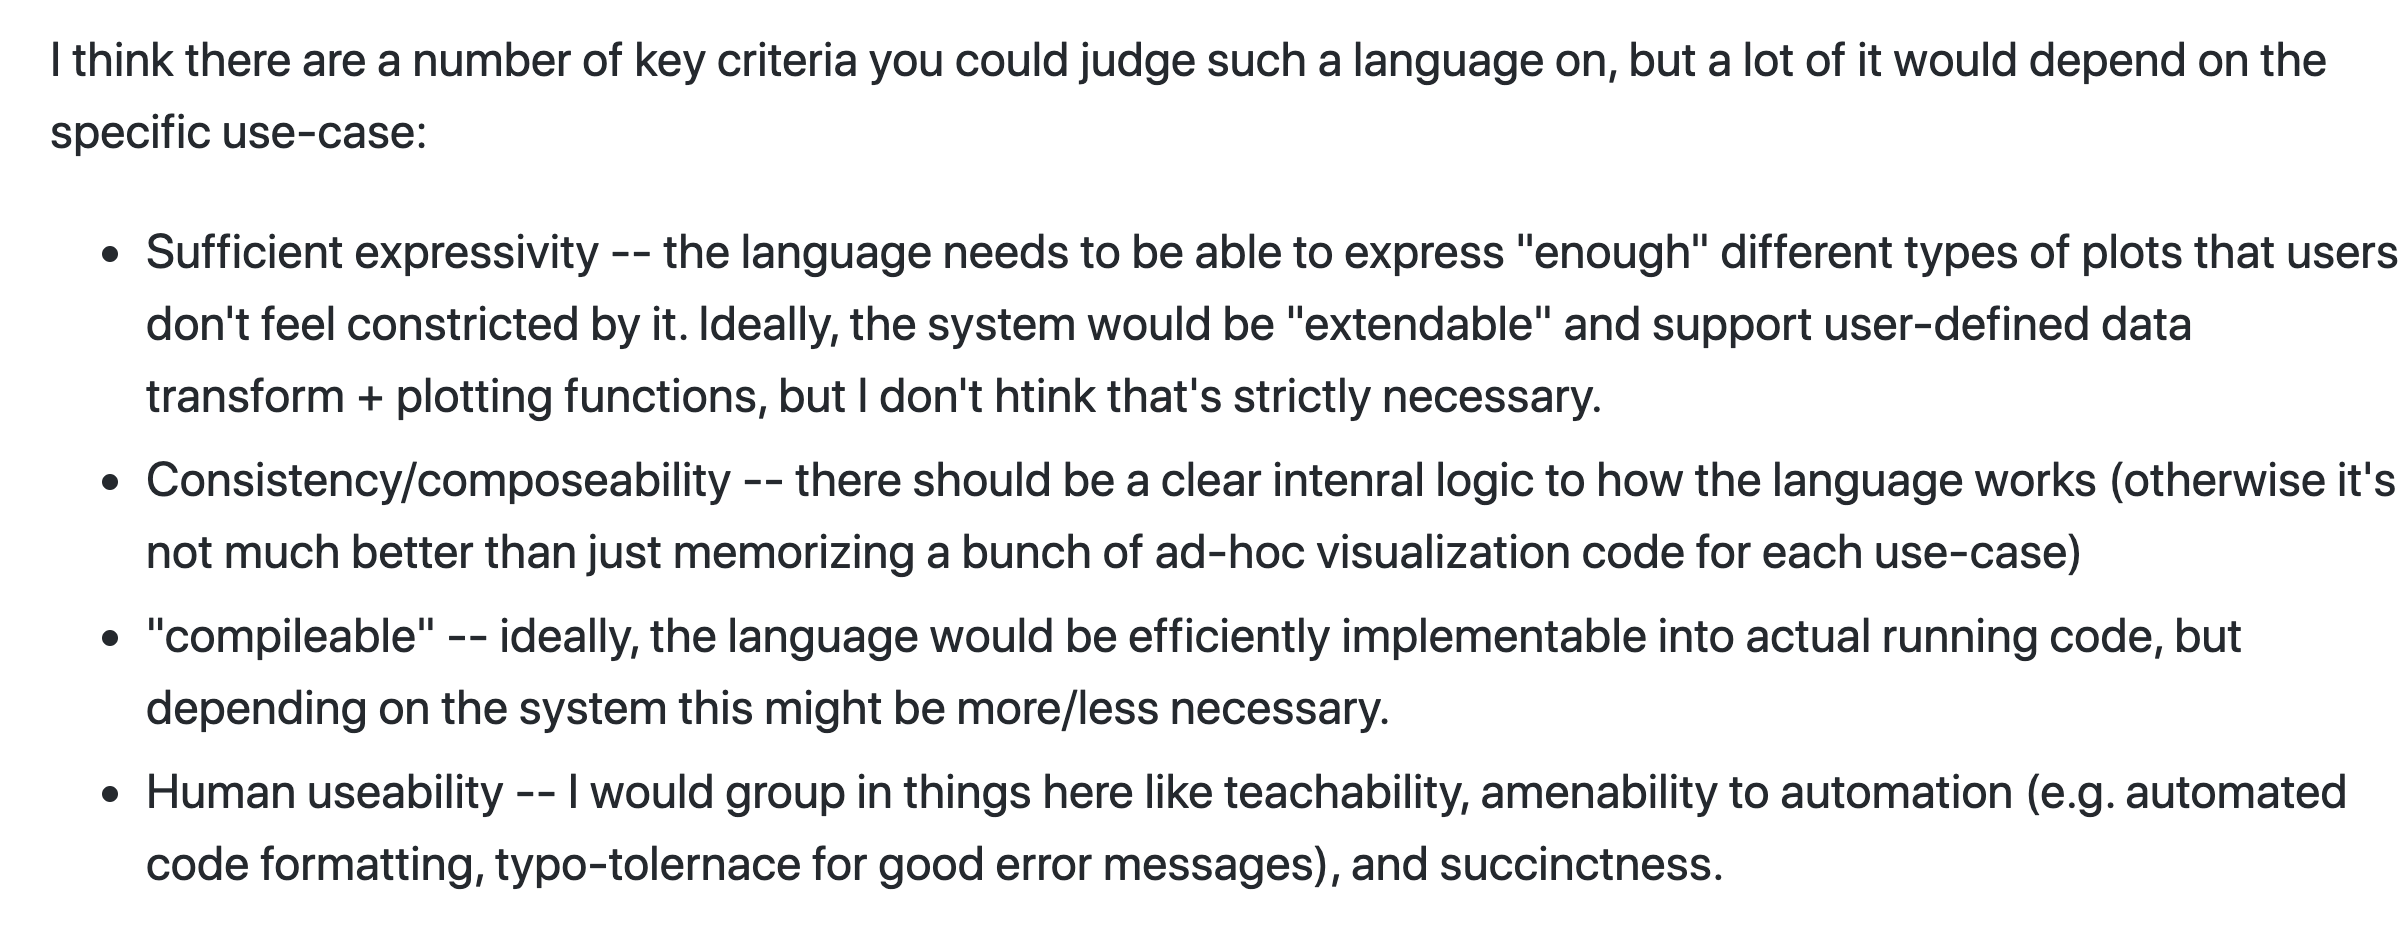 I think there are a number of key criteria you could judge such a language on, but a lot of it would depend on the
specific use-case:
• Sufficient expressivity -- the language needs to be able to express "enough" different types of plots that users
don't feel constricted by it. Ideally, the system would be "extendable" and support user-defined data
transform + plotting functions, but I don't htink that's strictly necessary.
• Consistency/composeability -- there should be a clear intenral logic to how the language works (otherwise it's
not much better than just memorizing a bunch of ad-hoc visualization code for each use-case)
• "compileable" -- ideally, the language would be efficiently implementable into actual running code, but
depending on the system this might be more/less necessary.
• Human useability -- I would group in things here like teachability, amenability to automation (e.g. automated
code formatting, typo-tolernace for good error messages), and succinctness.